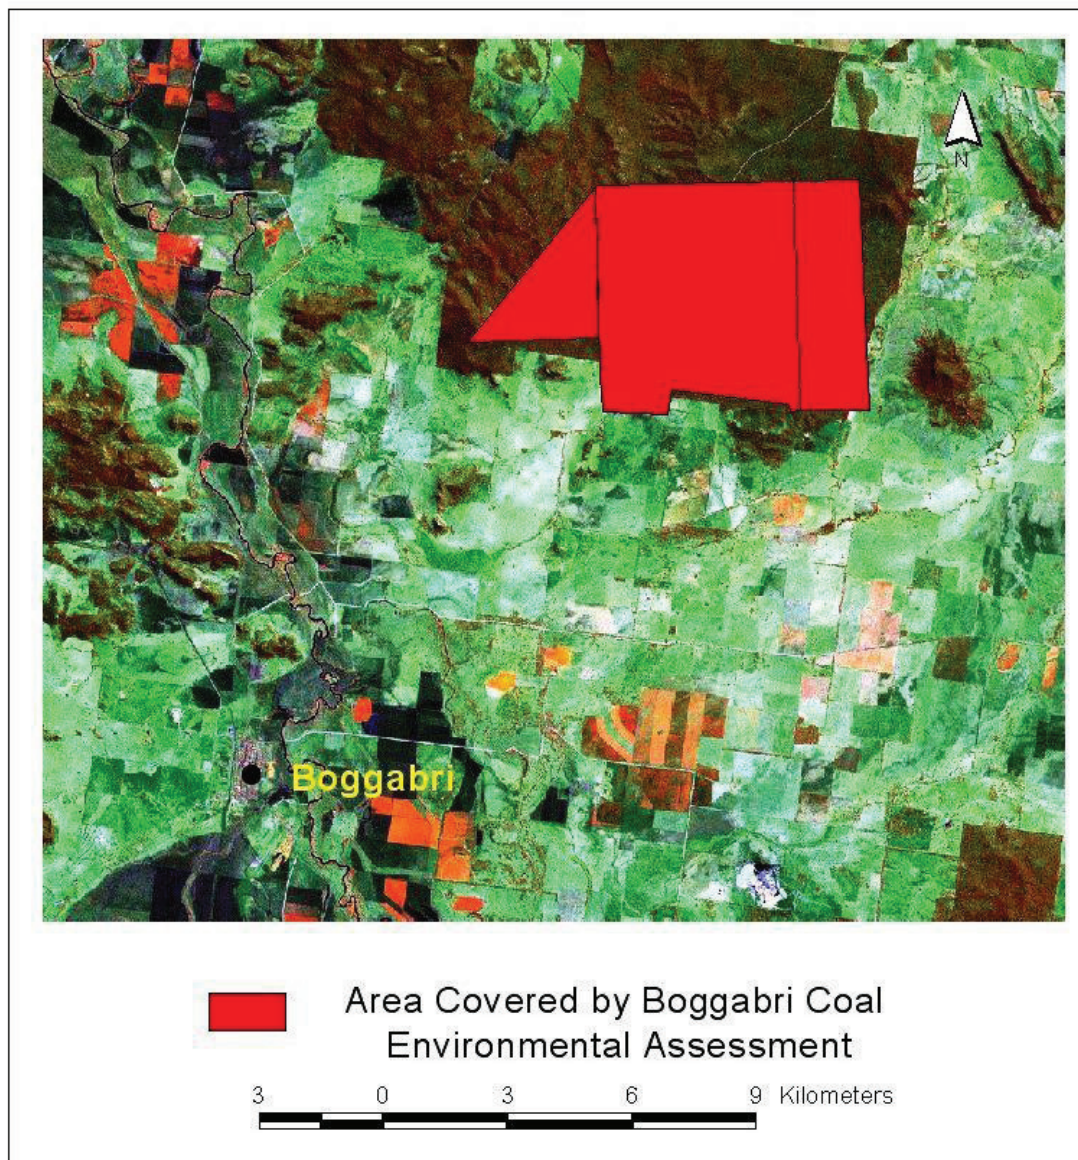 N
Boggabri
Area Covered by Boggabri Coal
Environmental Assessment
3 0 3 6 9 Kilometers